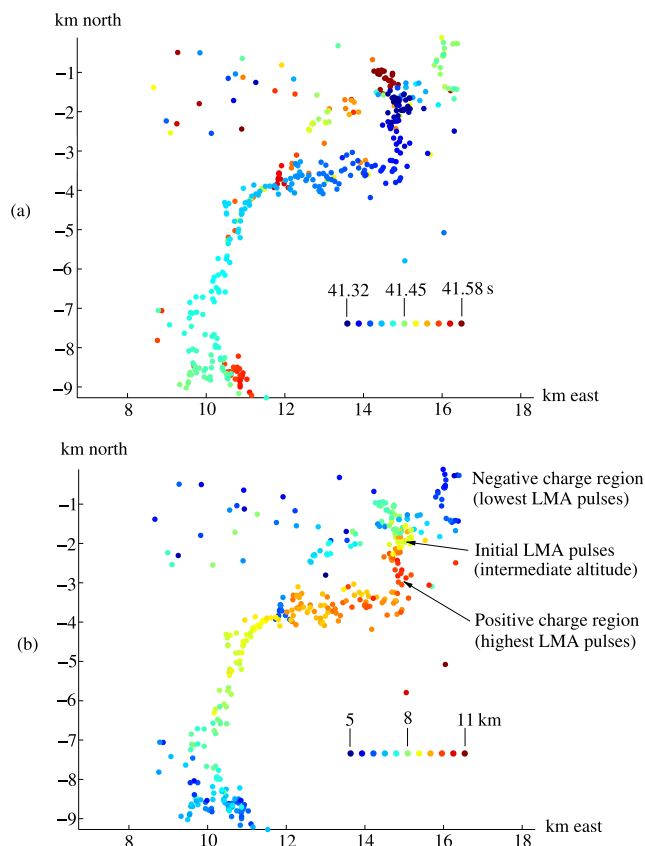 km north
−1
−2
−3
−4
(a)
−5
−6
41.32 41.45 41.58 s
−7
−8
−9
km east
8 10 12 14 16 18
km north
Negative charge region
(lowest LMA pulses)
−1
Initial LMA pulses
(intermediate altitude)
−2
−3
Positive charge region
(highest LMA pulses)
−4
(b)
−5
−6
5 8 11 km
−7
−8
−9
km east
8 10 12 14 16 18